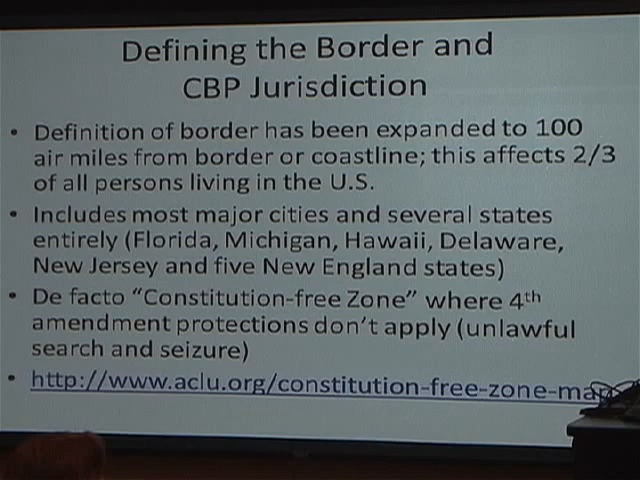 Defining the Border and
CBP Jurisdiction
• Definition of border has been expanded to 100
air miles from border or coastline; this affects 2/3
of all persons living in the U.S.
• Includes most major cities and several states
entirely (Florida, Michigan, Hawaii, Delaware,
New Jersey and five New England states)
• De facto “Constitution-free Zone” where 4th
amendment protections don’t apply (unlawful
search and seizure)
• http://www.aclu.org/constitution-free-zone-map